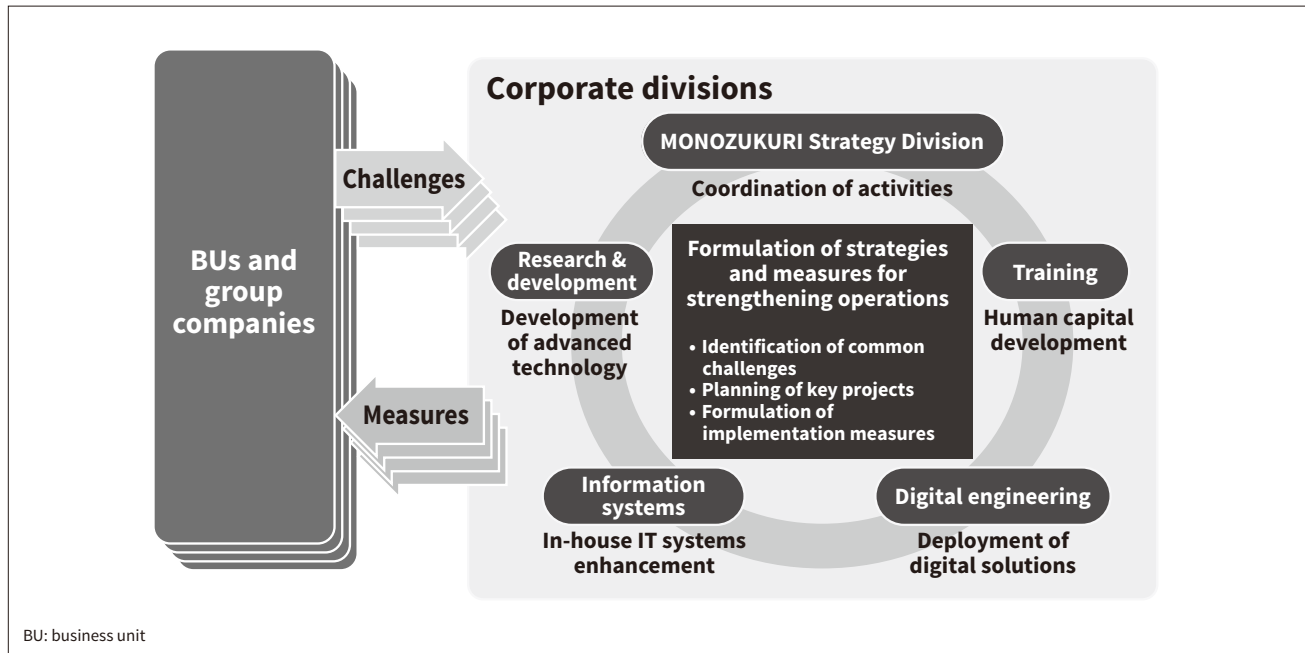 Corporate divisions
BUs and
group
companies
Challenges
Measures
MONOZUKURI Strategy Division
Coordination of activities
Research &
development
Development
of advanced
technology
Formulation of strategies
and measures for
strengthening operations
• Identification of common
challenges
• Planning of key projects
• Formulation of
implementation measures
Training
Human capital
development
Information
systems
In-house IT systems
enhancement
Digital engineering
Deployment of
digital solutions
BU: business unit